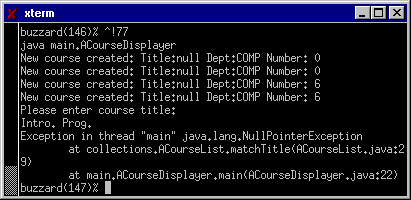 xterm
buzzard(146)% ^!77
java main.ACourseDisplayer
New course created: Title:null Dept:COMP Number: 0
New course created: Title:null Dept:COMP Number: 0
New course created: Title:null Dept:COMP Number: 6
New course created: Title:null Dept:COMP Number: 6
Please enter course title:
Intro. Prog.
Exception in thread "main" java.lang.NullPointerException
at collections.ACourseList.matchTitle(ACourseList.java:2
9)
at main.ACourseDisplayer.main(ACourseDisplayer.java:22)
buzzard(147)%